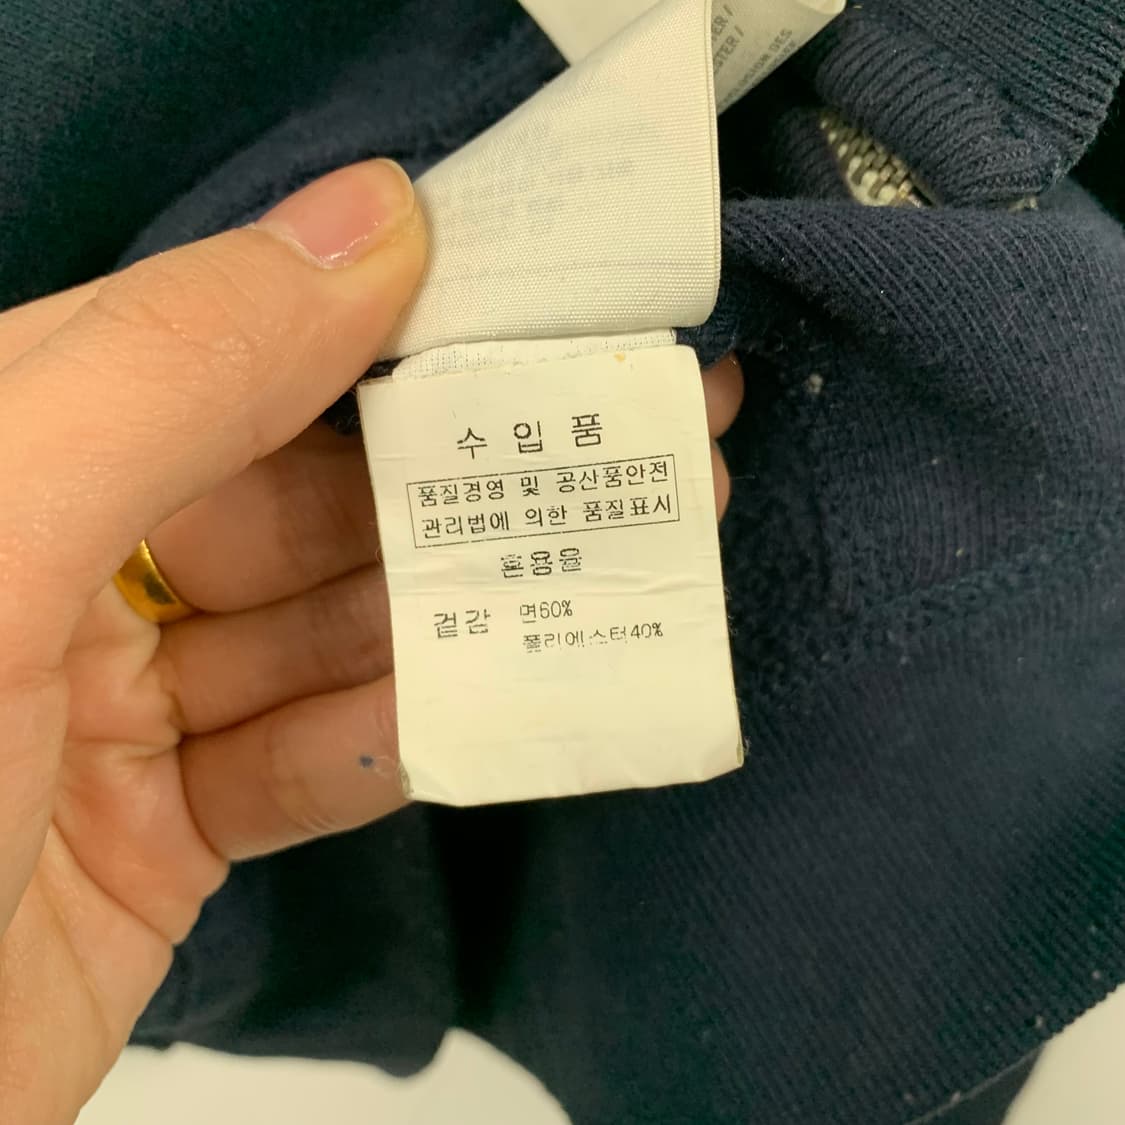 수입품
품질경영 및 공산품안전
관리법에 의한 품질표시
혼용율
겉감 면60%
폴리에스터40%